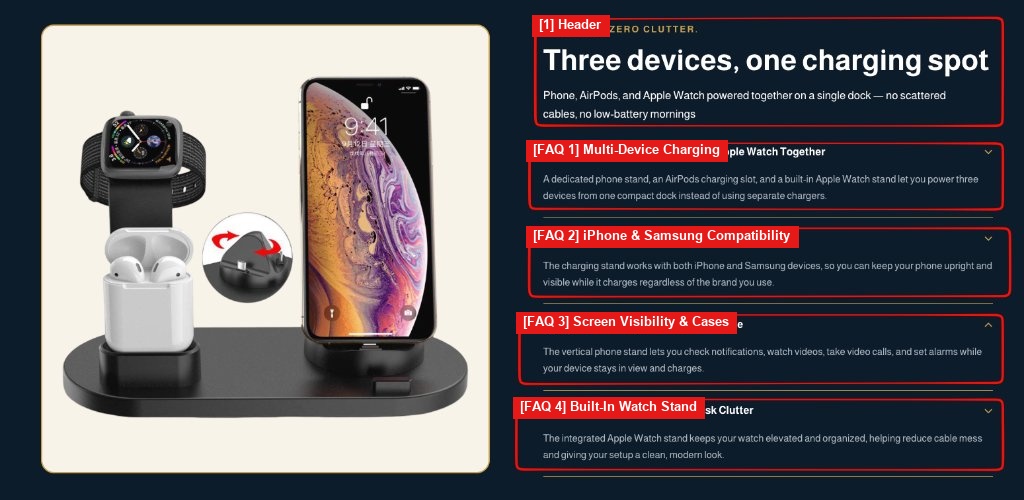 9:41
[1] Header
ZERO CLUTTER.
Three devices, one charging spot
Phone, AirPods, and Apple Watch powered together on a single dock — no scattered
cables, no low-battery mornings
[FAQ 1] Multi-Device Charging
Apple Watch Together
A dedicated phone stand, an AirPods charging slot, and a built-in Apple Watch stand let you power three
devices from one compact dock instead of using separate chargers.
[FAQ 2] iPhone & Samsung Compatibility
The charging stand works with both iPhone and Samsung devices, so you can keep your phone upright and
visible while it charges regardless of the brand you use.
[FAQ 3] Screen Visibility & Cases
The vertical phone stand lets you check notifications, watch videos, take video calls, and set alarms while
your device stays in view and charges.
[FAQ 4] Built-In Watch Stand
sk Clutter
The integrated Apple Watch stand keeps your watch elevated and organized, helping reduce cable mess
and giving your setup a clean, modern look.